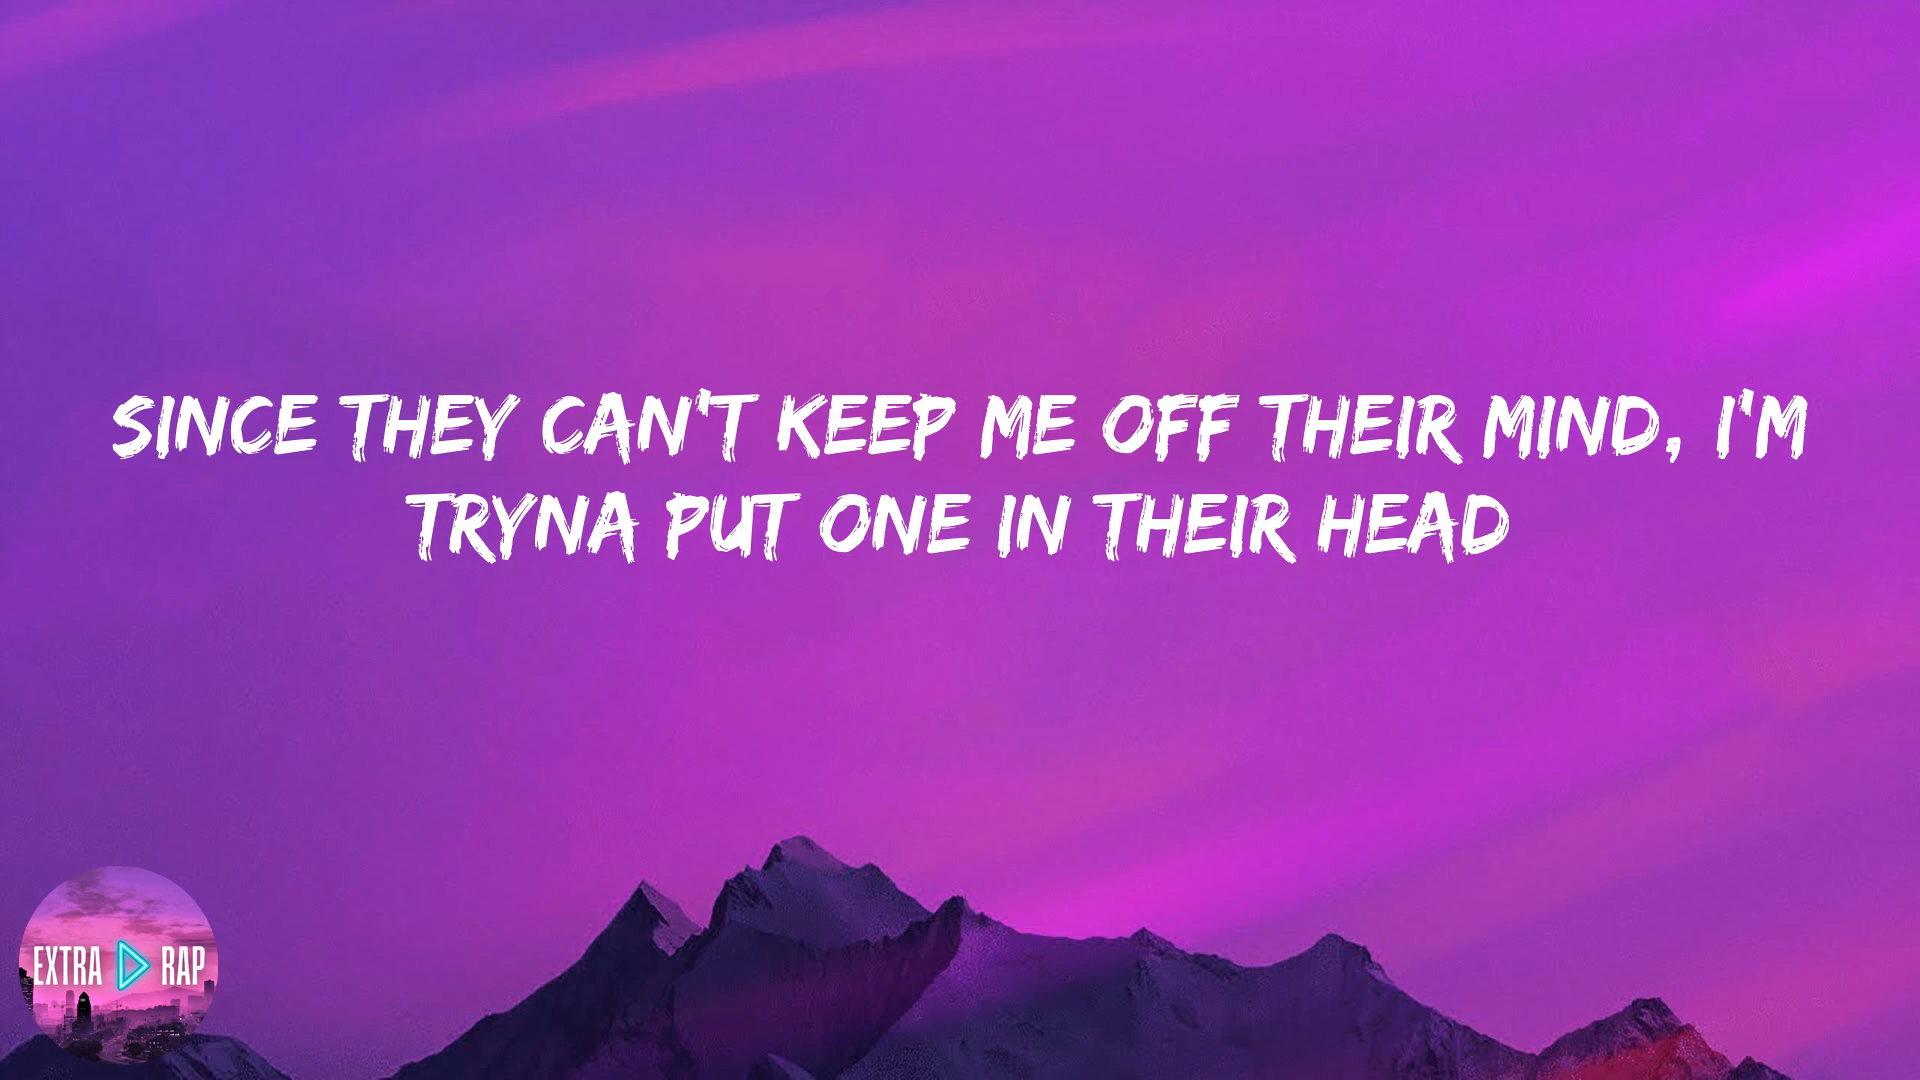 SINCE THEY CAN'T KEEP ME OFF THEIR MIND, I'M
TRYNA PUT ONE IN THEIR HEAD
EXTRA RAP